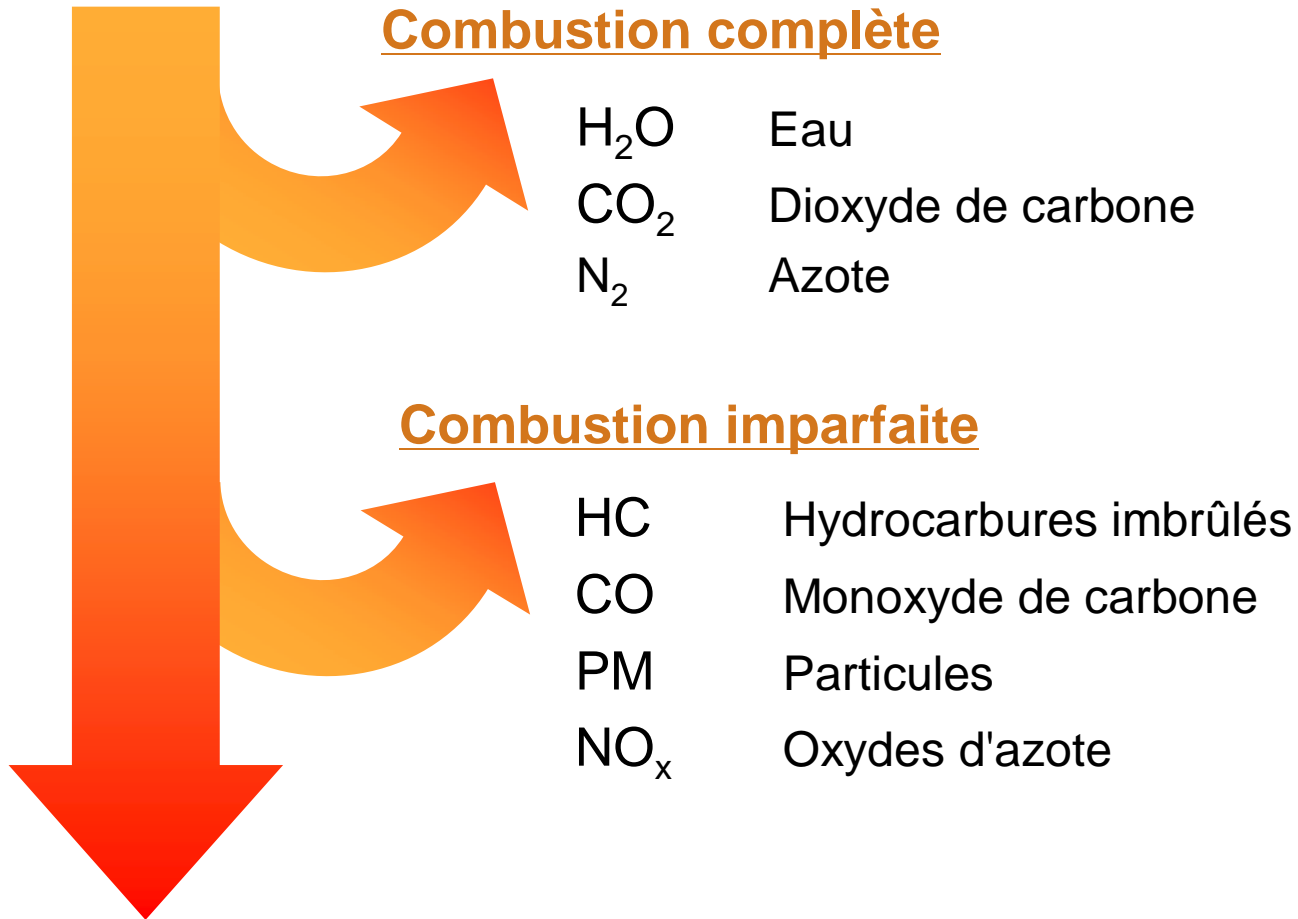 Combustion complète
H₂O Eau
CO₂ Dioxyde de carbone
N₂ Azote
Combustion imparfaite
HC Hydrocarbures imbrûlés
CO Monoxyde de carbone
PM Particules
NOₓ Oxydes d'azote